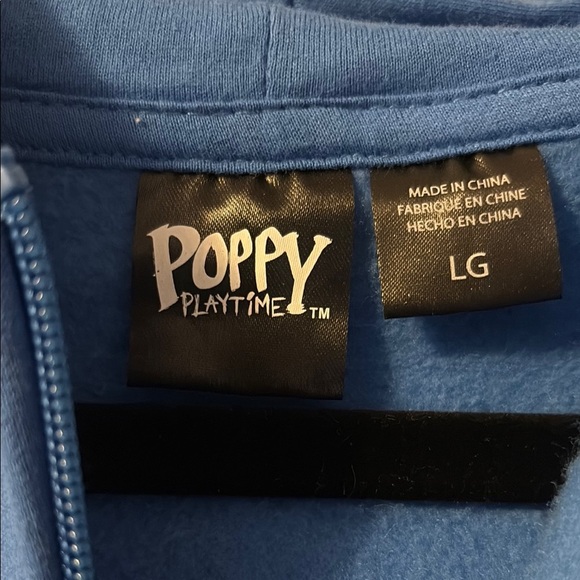 POPPY
PLAYTIME™
MADE IN CHINA
FABRIQUÉ EN CHINE
HECHO EN CHINA
LG